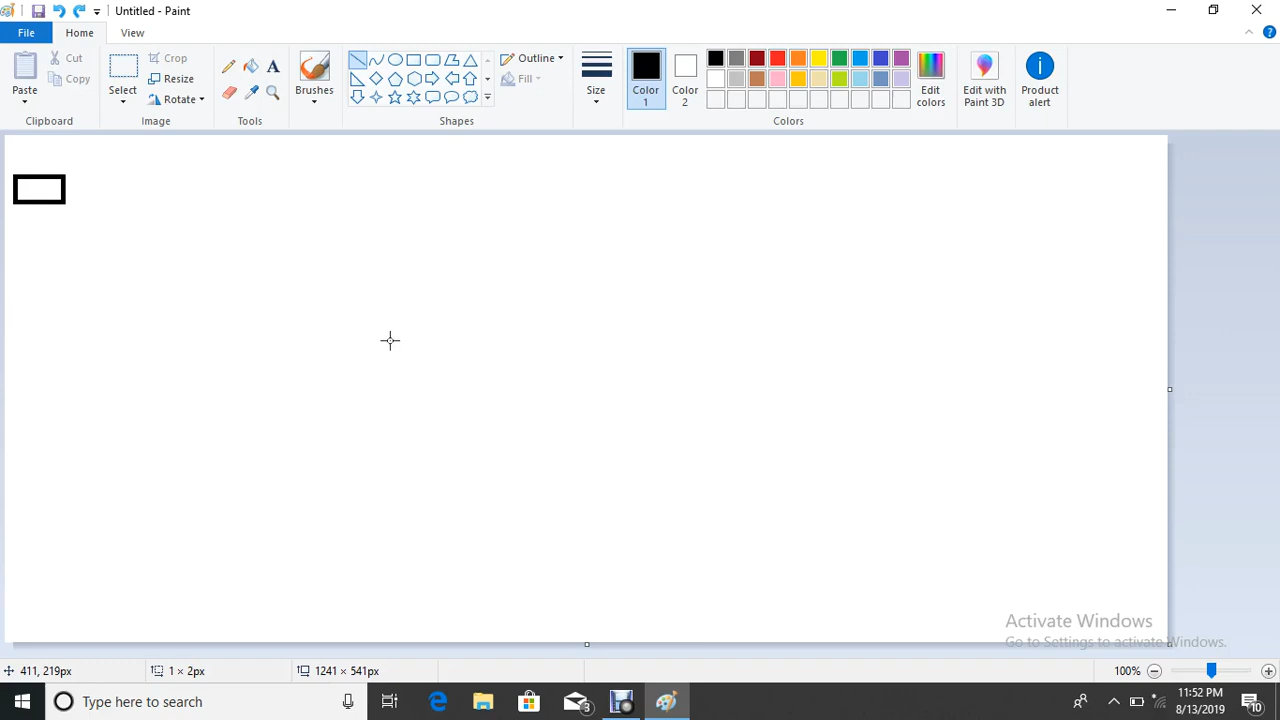 Untitled - Paint
File Home View
Paste
Cut
Copy
Clipboard
Select
Crop
Resize
Rotate
Image
Tools
Brushes
Shapes
Outline
Fill
Size
Color 1
Color 2
Colors
Edit colors
Edit with Paint 3D
Product alert
Activate Windows
Go to Settings to activate Windows.
411, 219px 1 × 2px 1241 × 541px 100%
Type here to search
3
11:52 PM
8/13/2019
10